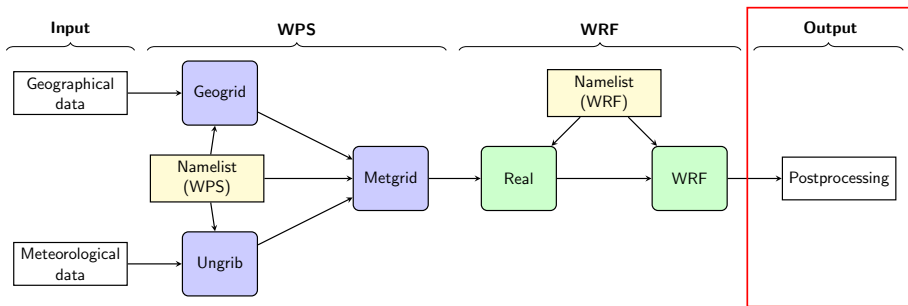 Input
WPS
WRF
Output
Geographical
data
Geogrid
Namelist
(WRF)
Namelist
(WPS)
Metgrid
Real
WRF
Postprocessing
Meteorological
data
Ungrib